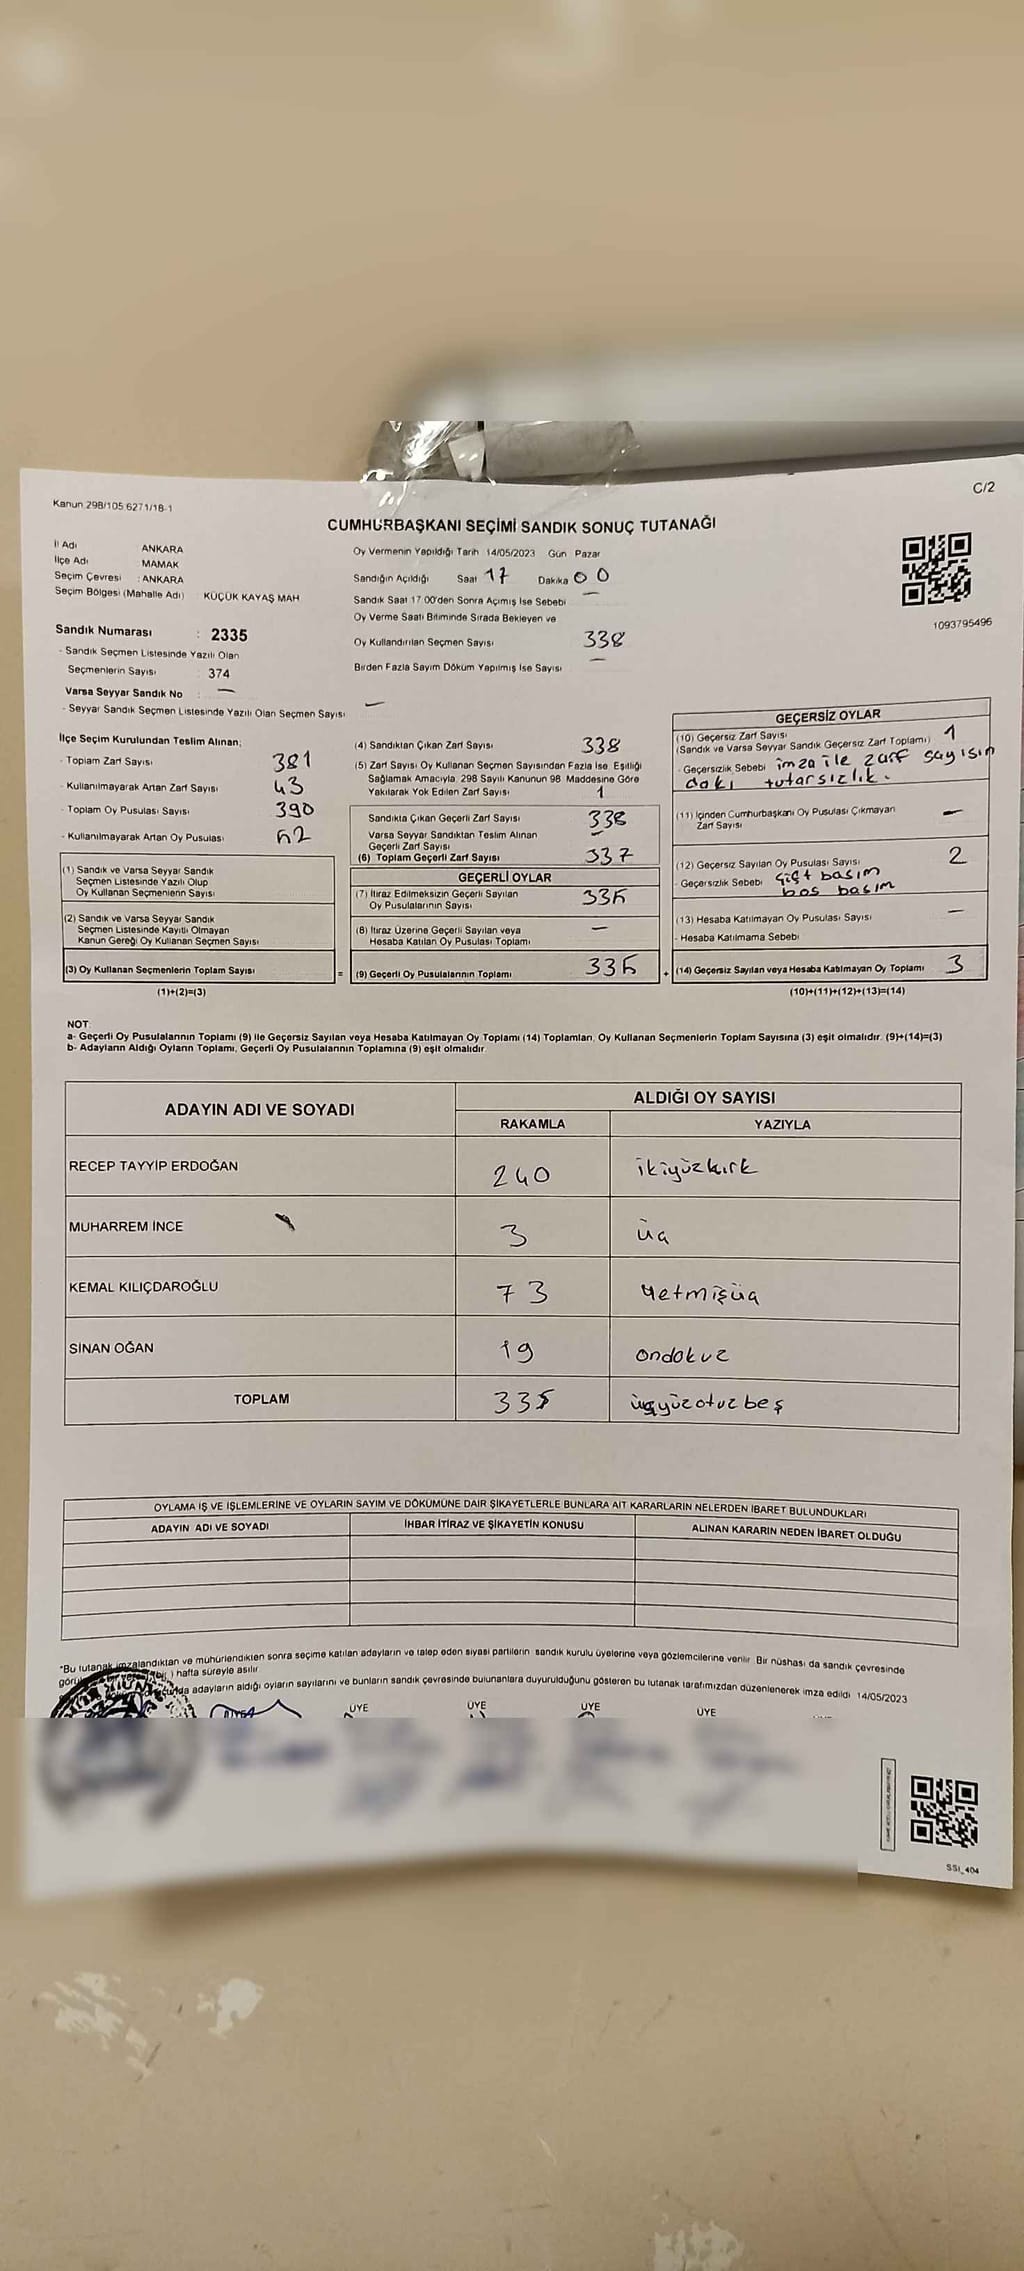 C/2
Kanun 298/105 6271/18-1
CUMHURBAŞKANI SEÇİMİ SANDIK SONUÇ TUTANAĞI
İl Adı ANKARA
İlçe Adı MAMAK
Seçim Çevresi : ANKARA
Seçim Bölgesi (Mahalle Adı) : KÜÇÜK KAYAŞ MAH
Sandık Numarası : 2335
- Sandık Seçmen Listesinde Yazılı Olan
Seçmenlerin Sayısı : 374
Varsa Seyyar Sandık No : —
- Seyyar Sandık Seçmen Listesinde Yazılı Olan Seçmen Sayısı —
Oy Vermenin Yapıldığı Tarih 14/05/2023 Gün Pazar
Sandığın Açıldığı Saat 17 Dakika 00
Sandık Saat 17 00'den Sonra Açımış İse Sebebi —
Oy Verme Saati Bitiminde Sırada Bekleyen ve
Oy Kullandırılan Seçmen Sayısı 338
Birden Fazla Sayım Döküm Yapılmış İse Sayısı —
1093795496
İlçe Seçim Kurulundan Teslim Alınan;
- Toplam Zarf Sayısı 381
- Kullanılmayarak Artan Zarf Sayısı 43
- Toplam Oy Pusulası Sayısı 390
- Kullanılmayarak Artan Oy Pusulası 52
(1) Sandık ve Varsa Seyyar Sandık
Seçmen Listesinde Yazılı Olup
Oy Kullanan Seçmenlerin Sayısı
(2) Sandık ve Varsa Seyyar Sandık
Seçmen Listesinde Kayıtlı Olmayan
Kanun Gereği Oy Kullanan Seçmen Sayısı
(3) Oy Kullanan Seçmenlerin Toplam Sayısı
(1)+(2)=(3)
(4) Sandıktan Çıkan Zarf Sayısı 338
(5) Zarf Sayısı Oy Kullanan Seçmen Sayısından Fazla İse, Eşitliği
Sağlamak Amacıyla, 298 Sayılı Kanunun 98. Maddesine Göre
Yakılarak Yok Edilen Zarf Sayısı 1
Sandıkta Çıkan Geçerli Zarf Sayısı 338
Varsa Seyyar Sandıktan Teslim Alınan
Geçerli Zarf Sayısı —
(6) Toplam Geçerli Zarf Sayısı 337
GEÇERLİ OYLAR
(7) İtiraz Edilmeksizin Geçerli Sayılan
Oy Pusulalarının Sayısı 335
(8) İtiraz Üzerine Geçerli Sayılan veya
Hesaba Katılan Oy Pusulası Toplamı —
= (9) Geçerli Oy Pusulalarının Toplamı 335
GEÇERSİZ OYLAR
(10) Geçersiz Zarf Sayısı 1
(Sandık ve Varsa Seyyar Sandık Geçersiz Zarf Toplamı)
- Geçersizlik Sebebi imza ile zarf sayısın
daki tutarsızlık.
(11) İçinden Cumhurbaşkanı Oy Pusulası Çıkmayan
Zarf Sayısı —
(12) Geçersiz Sayılan Oy Pusulası Sayısı 2
- Geçersizlik Sebebi Çift basım
boş basım
(13) Hesaba Katılmayan Oy Pusulası Sayısı —
- Hesaba Katılmama Sebebi
+ (14) Geçersiz Sayılan veya Hesaba Katılmayan Oy Toplamı 3
(10)+(11)+(12)+(13)=(14)
NOT
a- Geçerli Oy Pusulalarının Toplamı (9) ile Geçersiz Sayılan veya Hesaba Katılmayan Oy Toplamı (14) Toplamları, Oy Kullanan Seçmenlerin Toplam Sayısına (3) eşit olmalıdır. (9)+(14)=(3)
b- Adayların Aldığı Oyların Toplamı, Geçerli Oy Pusulalarının Toplamına (9) eşit olmalıdır.
ADAYIN ADI VE SOYADI ALDIĞI OY SAYISI
RAKAMLA YAZIYLA
RECEP TAYYİP ERDOĞAN 240 ikiyüzkırk
MUHARREM İNCE 3 üç
KEMAL KILIÇDAROĞLU 73 yetmişüç
SİNAN OĞAN 19 ondokuz
TOPLAM 335 üçyüzotuzbeş
OYLAMA İŞ VE İŞLEMLERİNE VE OYLARIN SAYIM VE DÖKÜMÜNE DAİR ŞİKAYETLERLE BUNLARA AİT KARARLARIN NELERDEN İBARET BULUNDUKLARI
ADAYIN ADI VE SOYADI İHBAR İTİRAZ VE ŞİKAYETİN KONUSU ALINAN KARARIN NEDEN İBARET OLDUĞU
*Bu tutanak imzalandıktan ve mühürlendikten sonra seçime katılan adayların ve talep eden siyasi partilerin sandık kurulu üyelerine veya gözlemcilerine verilir. Bir nüshası da sandık çevresinde
hafta süreyle asılır.
adayların aldığı oyların sayılarını ve bunların sandık çevresinde bulunanlara duyurulduğunu gösteren bu tutanak tarafımızdan düzenlenerek imza edildi 14/05/2023
ÜYE ÜYE ÜYE ÜYE
SSI_404